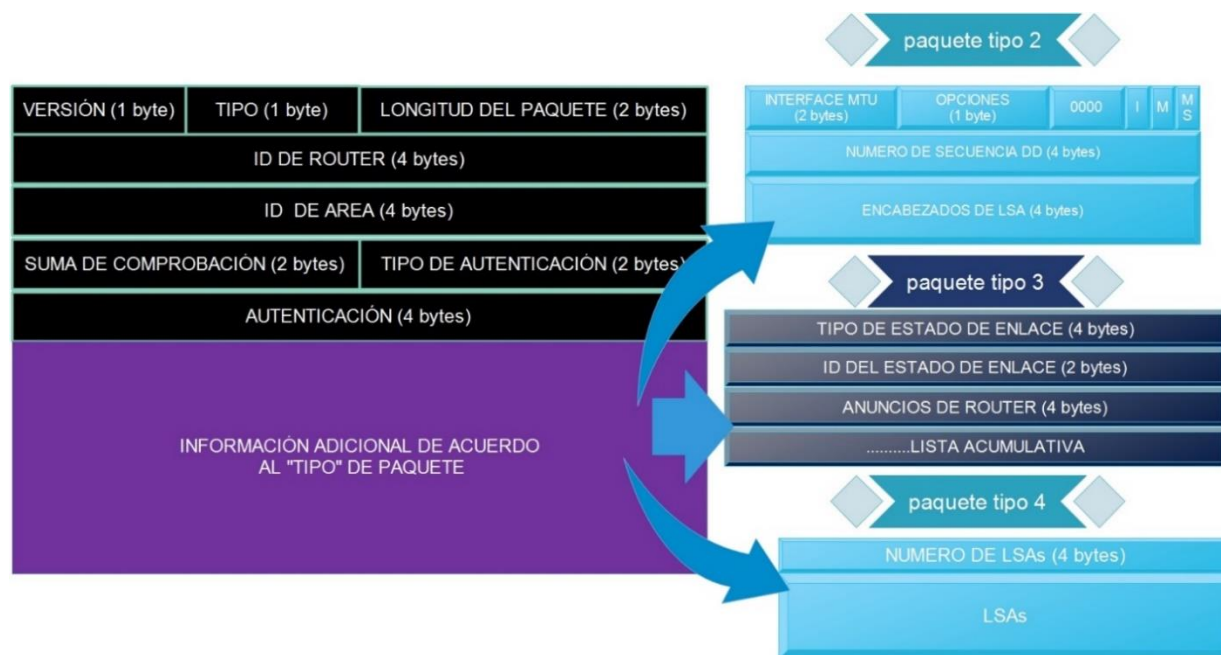 VERSIÓN (1 byte)
TIPO (1 byte)
LONGITUD DEL PAQUETE (2 bytes)
ID DE ROUTER (4 bytes)
ID DE AREA (4 bytes)
SUMA DE COMPROBACIÓN (2 bytes)
TIPO DE AUTENTICACIÓN (2 bytes)
AUTENTICACIÓN (4 bytes)
INFORMACIÓN ADICIONAL DE ACUERDO
AL "TIPO" DE PAQUETE
paquete tipo 2
INTERFACE MTU
(2 bytes)
OPCIONES
(1 byte)
0000
I
M
M
S
NUMERO DE SECUENCIA DD (4 bytes)
ENCABEZADOS DE LSA (4 bytes)
paquete tipo 3
TIPO DE ESTADO DE ENLACE (4 bytes)
ID DEL ESTADO DE ENLACE (2 bytes)
ANUNCIOS DE ROUTER (4 bytes)
..........LISTA ACUMULATIVA
paquete tipo 4
NUMERO DE LSAs (4 bytes)
LSAs